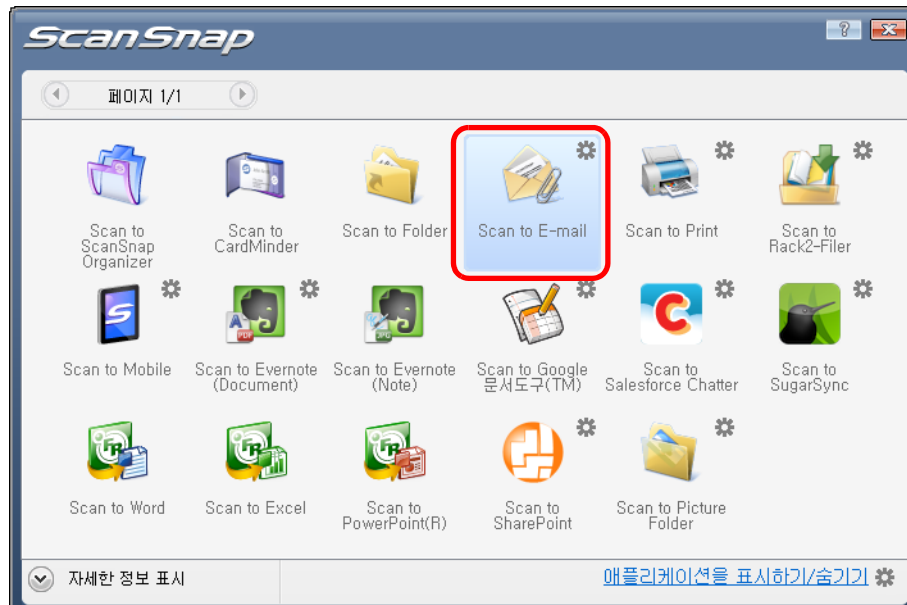 ScanSnap
페이지 1/1
Scan to
ScanSnap
Organizer
Scan to
CardMinder
Scan to Folder
Scan to E-mail
Scan to Print
Scan to
Rack2-Filer
Scan to Mobile
Scan to Evernote
(Document)
Scan to Evernote
(Note)
Scan to Google
문서도구(TM)
Scan to
Salesforce Chatter
Scan to
SugarSync
Scan to Word
Scan to Excel
Scan to
PowerPoint(R)
Scan to
SharePoint
Scan to Picture
Folder
자세한 정보 표시
애플리케이션을 표시하기/숨기기